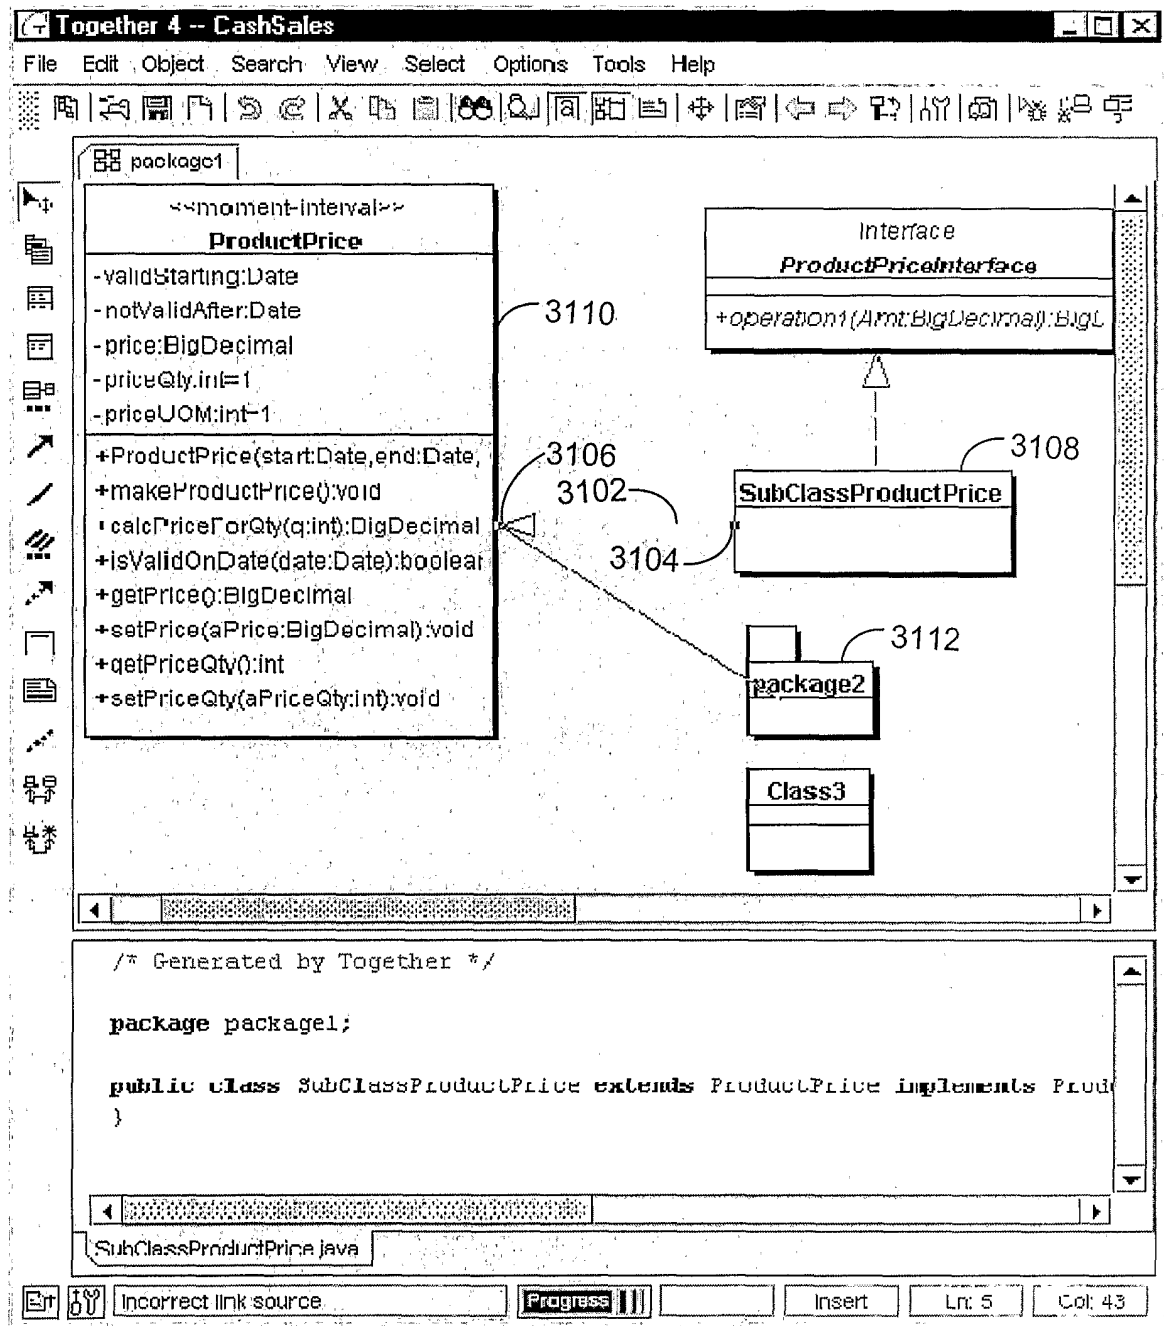 Together 4 -- CashSales
File Edit Object Search View Select Options Tools Help
package1
<<moment-interval>>
ProductPrice
-validStarting:Date
-notValidAfter:Date
-price:BigDecimal
-priceQty:int=1
-priceUOM:int=1
+ProductPrice(start:Date,end:Date,
+makeProductPrice():void
+calcPriceForQty(q:int):BigDecimal
+isValidOnDate(date:Date):boolear
+getPrice():BigDecimal
+setPrice(aPrice:BigDecimal):void
+getPriceQty():int
+setPriceQty(aPriceQty:int):void
3110
Interface
ProductPriceInterface
+operation1(Amt:BigDecimal):BigD
3106
3102
3104
3108
SubClassProductPrice
3112
package2
Class3
/* Generated by Together */
package package1;
public class SubClassProductPrice extends ProductPrice implements Produ
}
SubClassProductPrice.java
Incorrect link source
Progress
Insert
Ln: 5
Col: 43